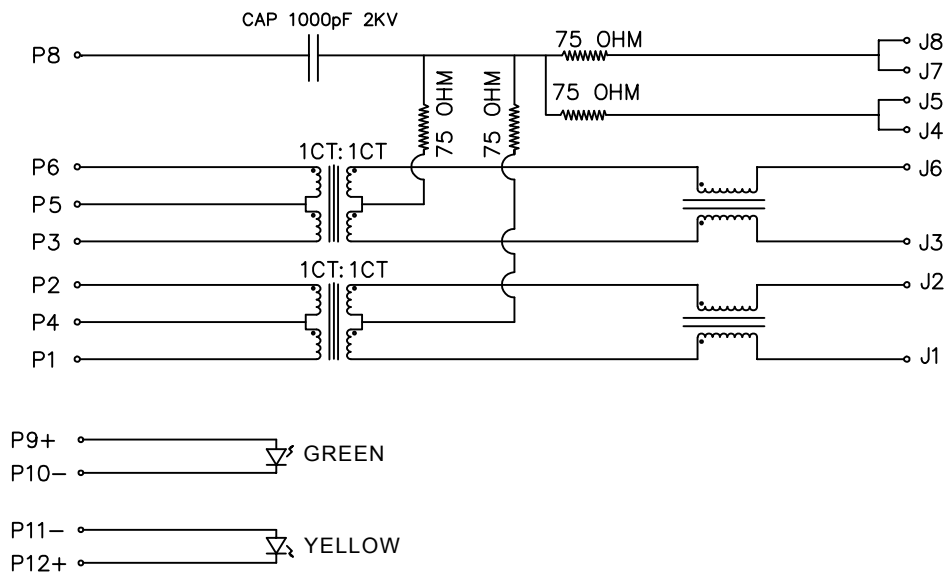 CAP 1000pF 2KV
P8
75 OHM
J8
J7
75 OHM
J5
J4
75 OHM
75 OHM
1CT:1CT
P6
J6
P5
P3
J3
1CT:1CT
P2
J2
P4
P1
J1
P9+
GREEN
P10-
P11-
YELLOW
P12+